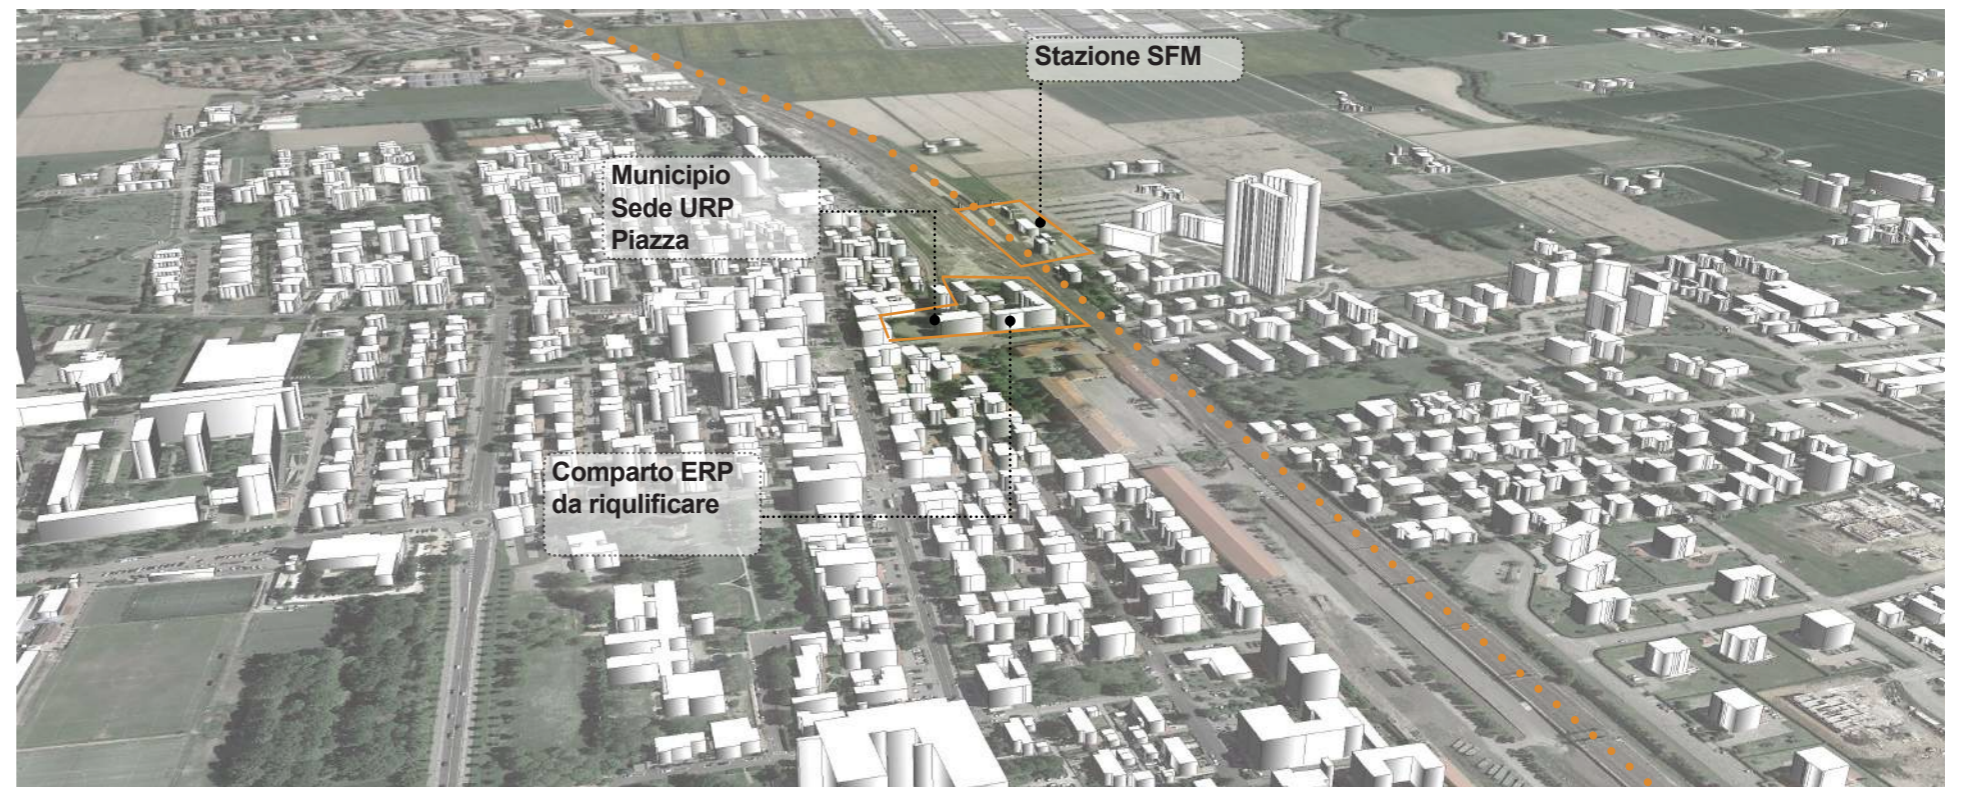 Stazione SFM
Municipio
Sede URP
Piazza
Comparto ERP
da riqulificare